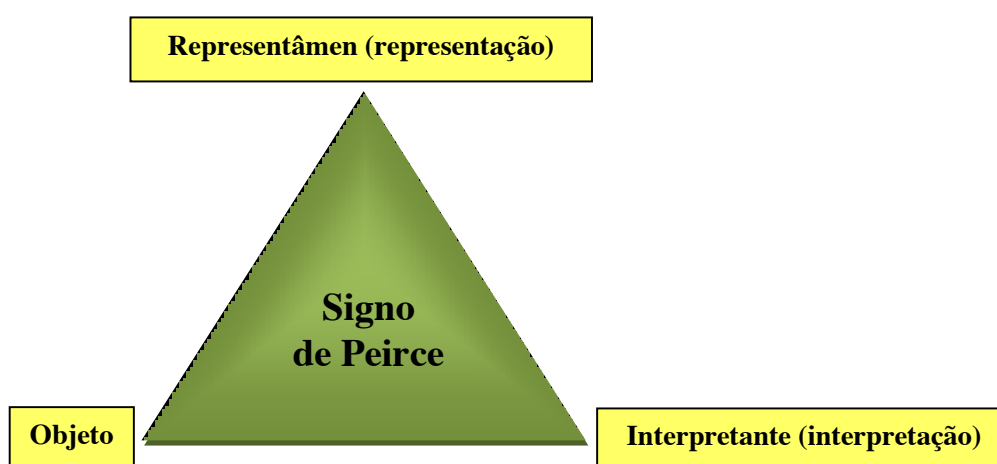 Representâmen (representação)
Signo
de Peirce
Objeto
Interpretante (interpretação)